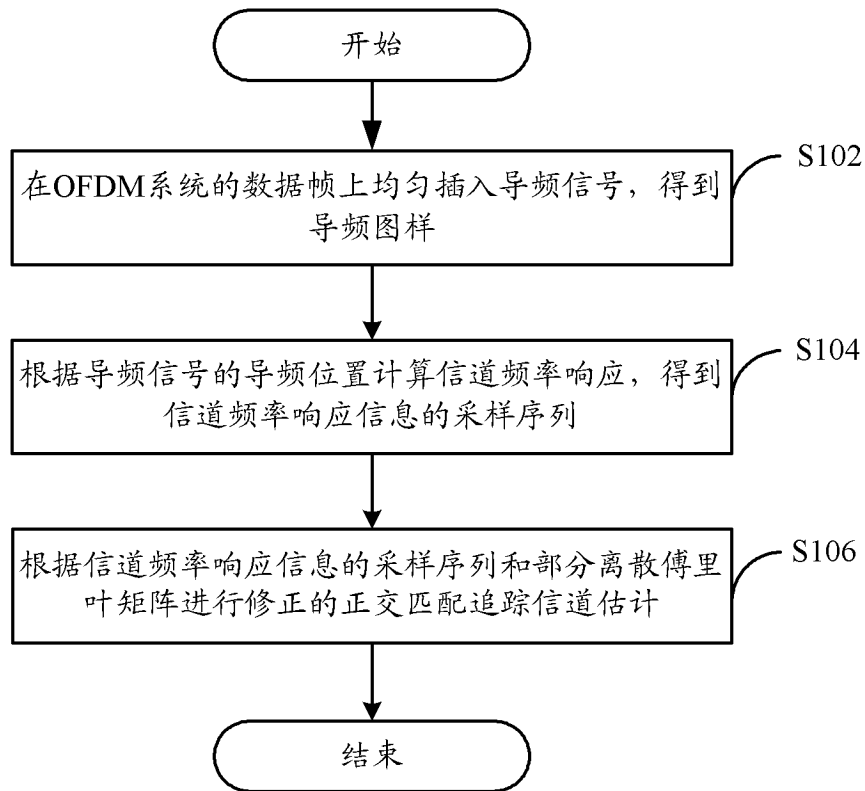 开始
在OFDM系统的数据帧上均匀插入导频信号，得到
导频图样
S102
根据导频信号的导频位置计算信道频率响应，得到
信道频率响应信息的采样序列
S104
根据信道频率响应信息的采样序列和部分离散傅里
叶矩阵进行修正的正交匹配追踪信道估计
S106
结束